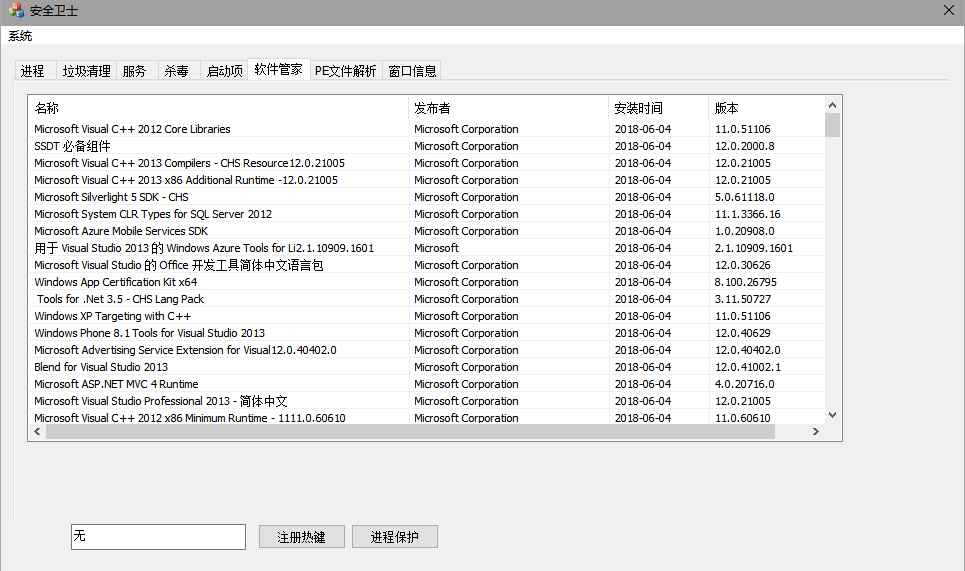 安全卫士
系统
进程 垃圾清理 服务 杀毒 启动项 软件管家 PE文件解析 窗口信息
名称 发布者 安装时间 版本
Microsoft Visual C++ 2012 Core Libraries Microsoft Corporation 2018-06-04 11.0.51106
SSDT 必备组件 Microsoft Corporation 2018-06-04 12.0.2000.8
Microsoft Visual C++ 2013 Compilers - CHS Resource12.0.21005 Microsoft Corporation 2018-06-04 12.0.21005
Microsoft Visual C++ 2013 x86 Additional Runtime -12.0.21005 Microsoft Corporation 2018-06-04 12.0.21005
Microsoft Silverlight 5 SDK - CHS Microsoft Corporation 2018-06-04 5.0.61118.0
Microsoft System CLR Types for SQL Server 2012 Microsoft Corporation 2018-06-04 11.1.3366.16
Microsoft Azure Mobile Services SDK Microsoft Corporation 2018-06-04 1.0.20908.0
用于 Visual Studio 2013 的 Windows Azure Tools for Li2.1.10909.1601 Microsoft 2018-06-04 2.1.10909.1601
Microsoft Visual Studio 的 Office 开发工具简体中文语言包 Microsoft Corporation 2018-06-04 12.0.30626
Windows App Certification Kit x64 Microsoft Corporation 2018-06-04 8.100.26795
Tools for .Net 3.5 - CHS Lang Pack Microsoft Corporation 2018-06-04 3.11.50727
Windows XP Targeting with C++ Microsoft Corporation 2018-06-04 11.0.51106
Windows Phone 8.1 Tools for Visual Studio 2013 Microsoft Corporation 2018-06-04 12.0.40629
Microsoft Advertising Service Extension for Visual12.0.40402.0 Microsoft Corporation 2018-06-04 12.0.40402.0
Blend for Visual Studio 2013 Microsoft Corporation 2018-06-04 12.0.41002.1
Microsoft ASP.NET MVC 4 Runtime Microsoft Corporation 2018-06-04 4.0.20716.0
Microsoft Visual Studio Professional 2013 - 简体中文 Microsoft Corporation 2018-06-04 12.0.21005
Microsoft Visual C++ 2012 x86 Minimum Runtime - 1111.0.60610 Microsoft Corporation 2018-06-04 11.0.60610
无 注册热键 进程保护